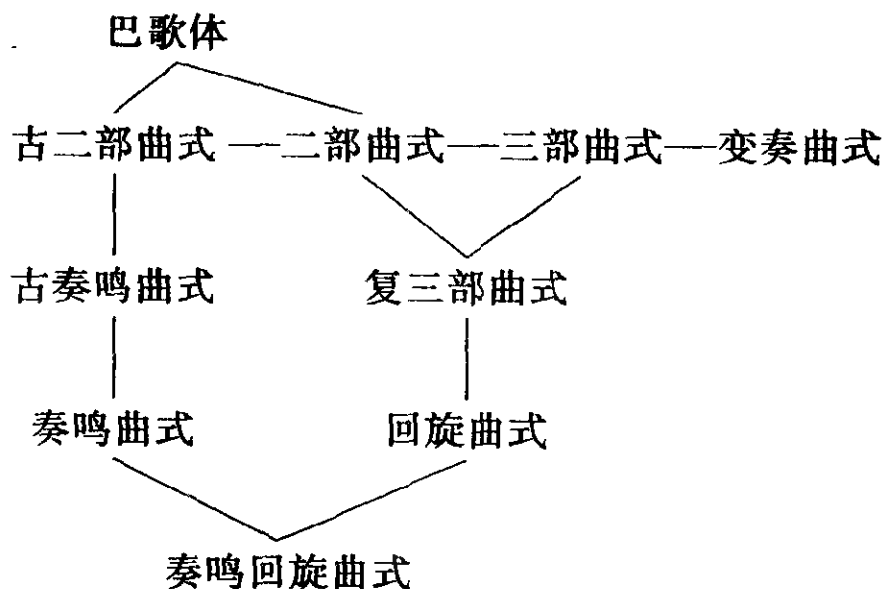 巴歌体
古二部曲式 二部曲式 三部曲式 变奏曲式
古奏鸣曲式 复三部曲式
奏鸣曲式 回旋曲式
奏鸣回旋曲式